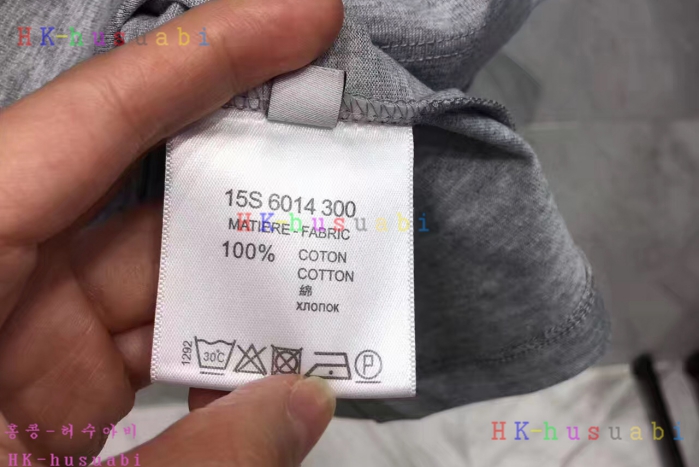 HK-husuabi
15S 6014 300
HK-husuabi
MATIERE-FABRIC
100% COTON
COTTON
綿
ХЛОПОК
1292
30°C
P
홍콩-허수아비
HK-husuabi
HK-husuabi